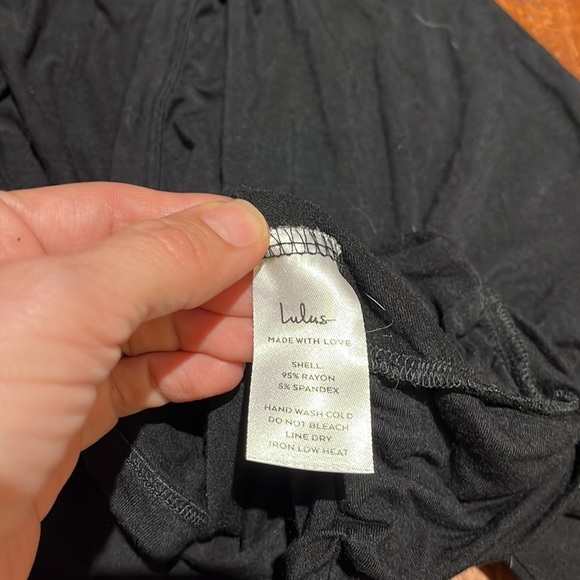 Lulus
MADE WITH LOVE
SHELL:
95% RAYON
5% SPANDEX
HAND WASH COLD
DO NOT BLEACH
LINE DRY
IRON LOW HEAT